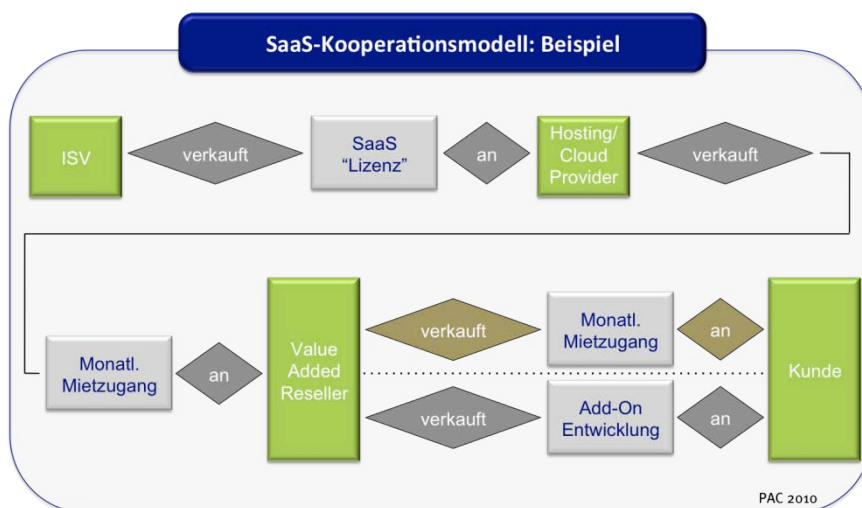 SaaS-Kooperationsmodell: Beispiel
ISV
verkauft
SaaS
"Lizenz"
an
Hosting/
Cloud
Provider
verkauft
Monatl.
Mietzugang
an
Value
Added
Reseller
verkauft
Monatl.
Mietzugang
an
verkauft
Add-On
Entwicklung
an
Kunde
PAC 2010